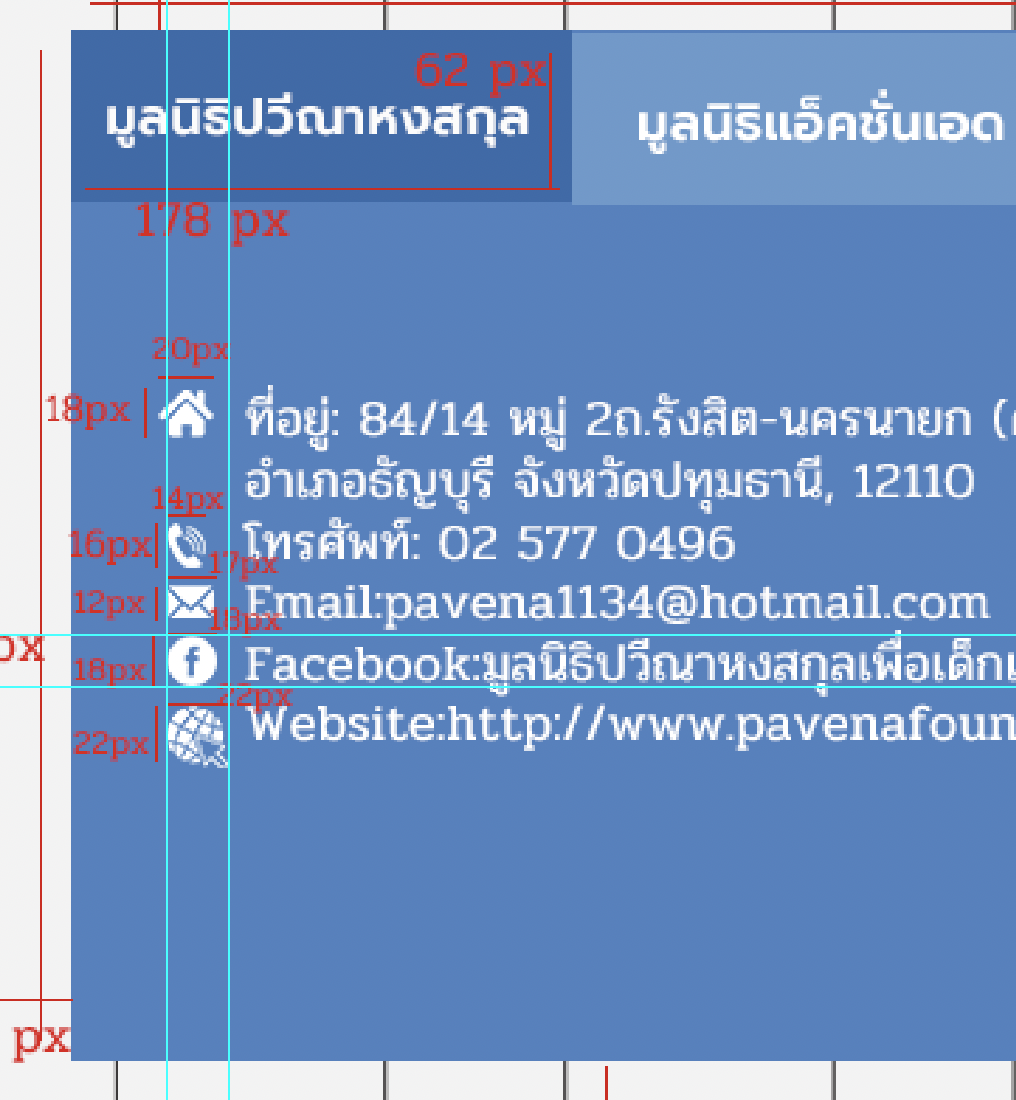 62 px
มูลนิธิปวีณาหงสกุล
มูลนิธิแอ็คชั่นเอด
178 px
20px
18px
ที่อยู่: 84/14 หมู่ 2ถ.รังสิต-นครนายก (
อำเภอธัญบุรี จังหวัดปทุมธานี, 12110
14px
16px
โทรศัพท์: 02 577 0496
17px
12px
Email:pavena1134@hotmail.com
18px
px
18px
Facebook:มูลนิธิปวีณาหงสกุลเพื่อเด็ก
22px
22px
Website:http://www.pavenafoun
px